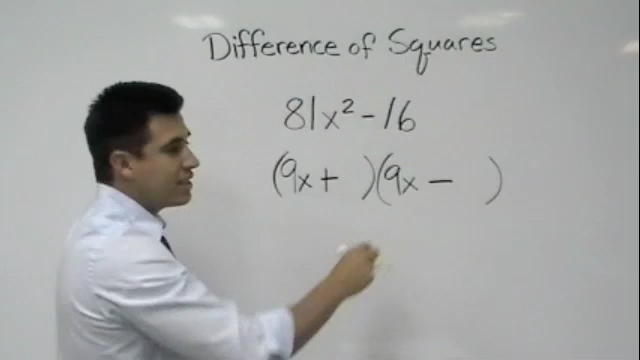 Difference of Squares
81x² - 16
(9x + )(9x - )